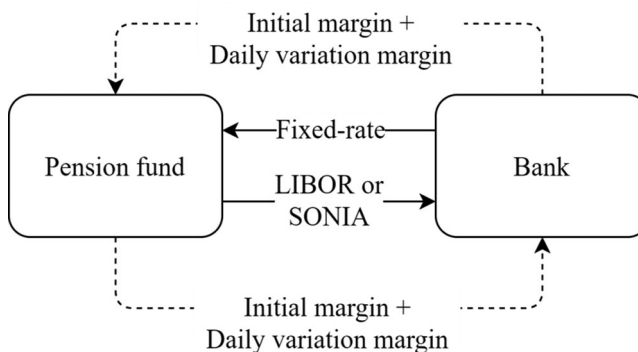 Initial margin +
Daily variation margin
Fixed-rate
Pension fund
Bank
LIBOR or
SONIA
Initial margin +
Daily variation margin